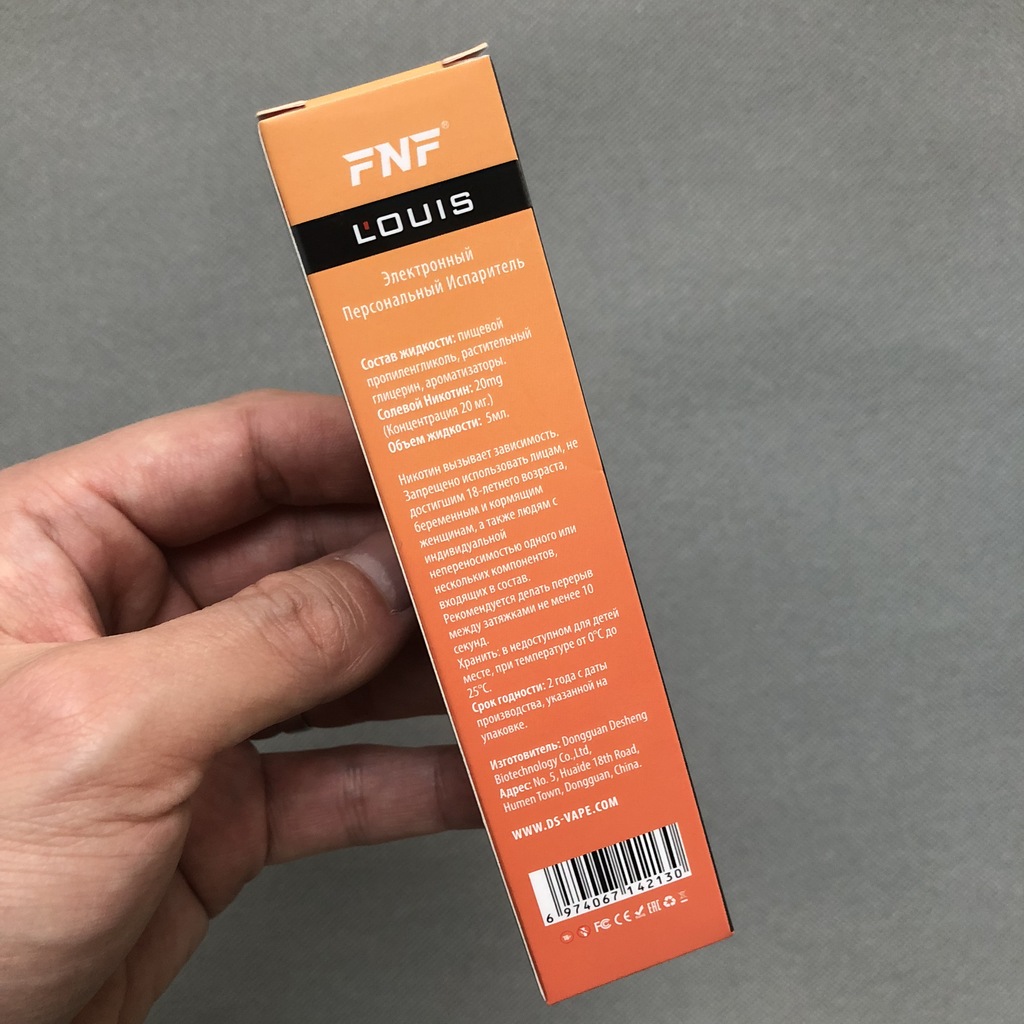 FNF®
L'OUIS
Электронный
Персональный Испаритель
Состав жидкости: пищевой
пропиленгликоль, растительный
глицерин, ароматизаторы.
Солевой Никотин: 20mg
(Концентрация 20 мг.)
Объем жидкости: 5мл.
Никотин вызывает зависимость.
Запрещено использовать лицам, не
достигшим 18-летнего возраста,
беременным и кормящим
женщинам, а также людям с
индивидуальной
непереносимостью одного или
нескольких компонентов,
входящих в состав.
Рекомендуется делать перерыв
между затяжками не менее 10
секунд.
Хранить: в недоступном для детей
месте, при температуре от 0°C до
25°C.
Срок годности: 2 года с даты
производства, указанной на
упаковке.
Изготовитель: Dongguan Desheng
Biotechnology Co.,Ltd,
Адрес: No. 5, Huaide 18th Road,
Humen Town, Dongguan, China.
WWW.DS-VAPE.COM
6 974067 142130
18+ FC CE EAC